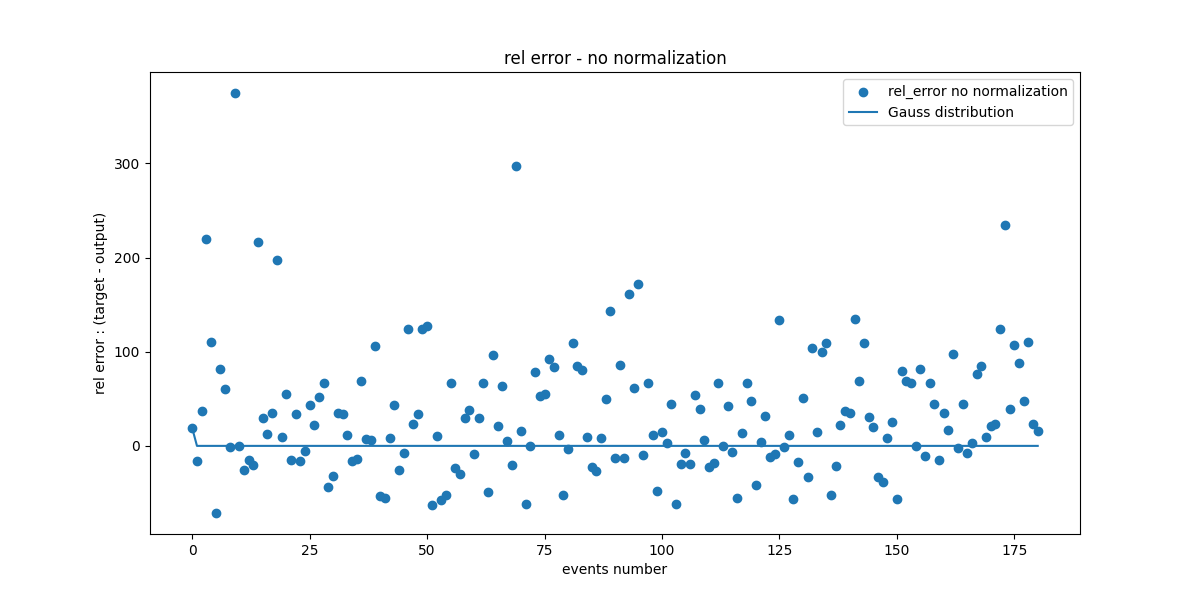 rel error - no normalization
rel_error no normalization
Gauss distribution
rel error : (target - output)
300
200
100
0
0
25
50
75
100
125
150
175
events number